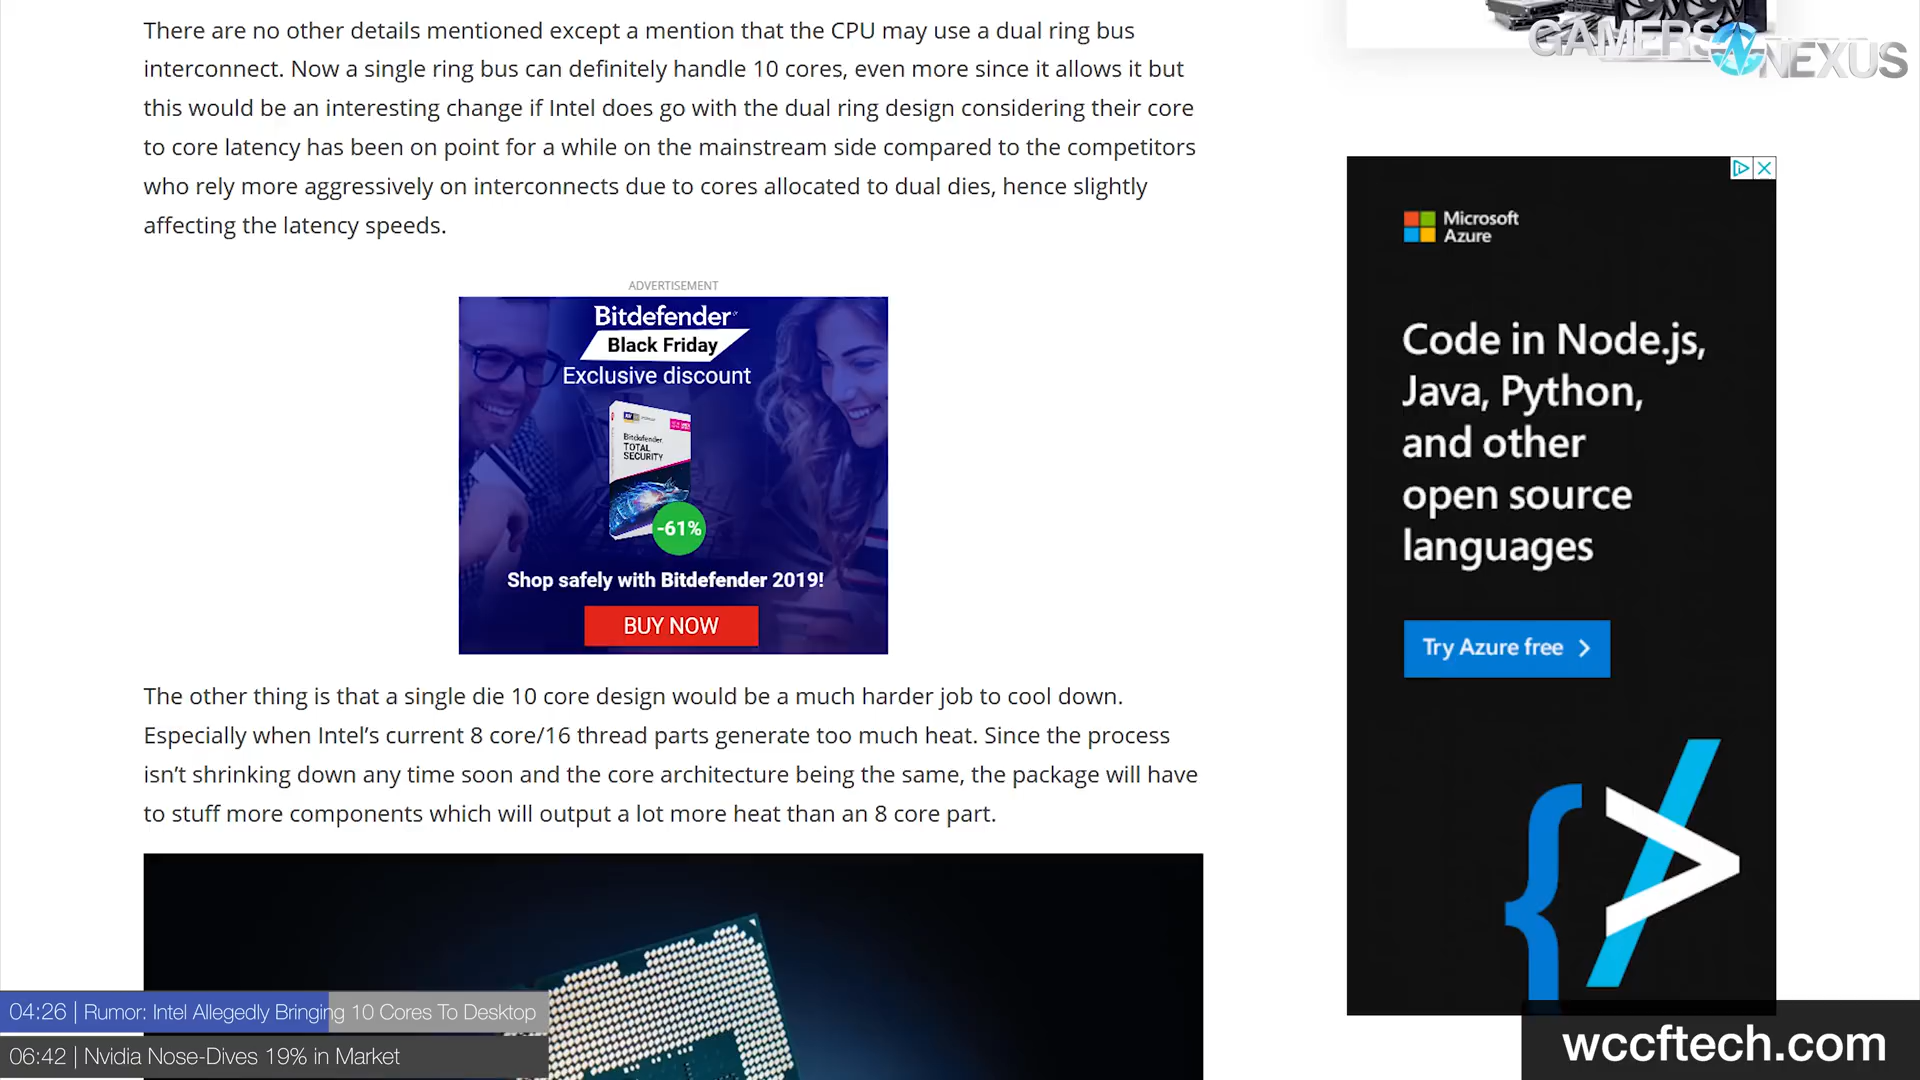 There are no other details mentioned except a mention that the CPU may use a dual ring bus
interconnect. Now a single ring bus can definitely handle 10 cores, even more since it allows it but
this would be an interesting change if Intel does go with the dual ring design considering their core
to core latency has been on point for a while on the mainstream side compared to the competitors
who rely more aggressively on interconnects due to cores allocated to dual dies, hence slightly
affecting the latency speeds.
GAMERS NEXUS
ADVERTISEMENT
Bitdefender
Black Friday
Exclusive discount
Bitdefender
TOTAL
SECURITY
-61%
Shop safely with Bitdefender 2019!
BUY NOW
Microsoft
Azure
Code in Node.js,
Java, Python,
and other
open source
languages
Try Azure free >
The other thing is that a single die 10 core design would be a much harder job to cool down.
Especially when Intel’s current 8 core/16 thread parts generate too much heat. Since the process
isn’t shrinking down any time soon and the core architecture being the same, the package will have
to stuff more components which will output a lot more heat than an 8 core part.
04:26 | Rumor: Intel Allegedly Bringing 10 Cores To Desktop
06:42 | Nvidia Nose-Dives 19% in Market
wccftech.com